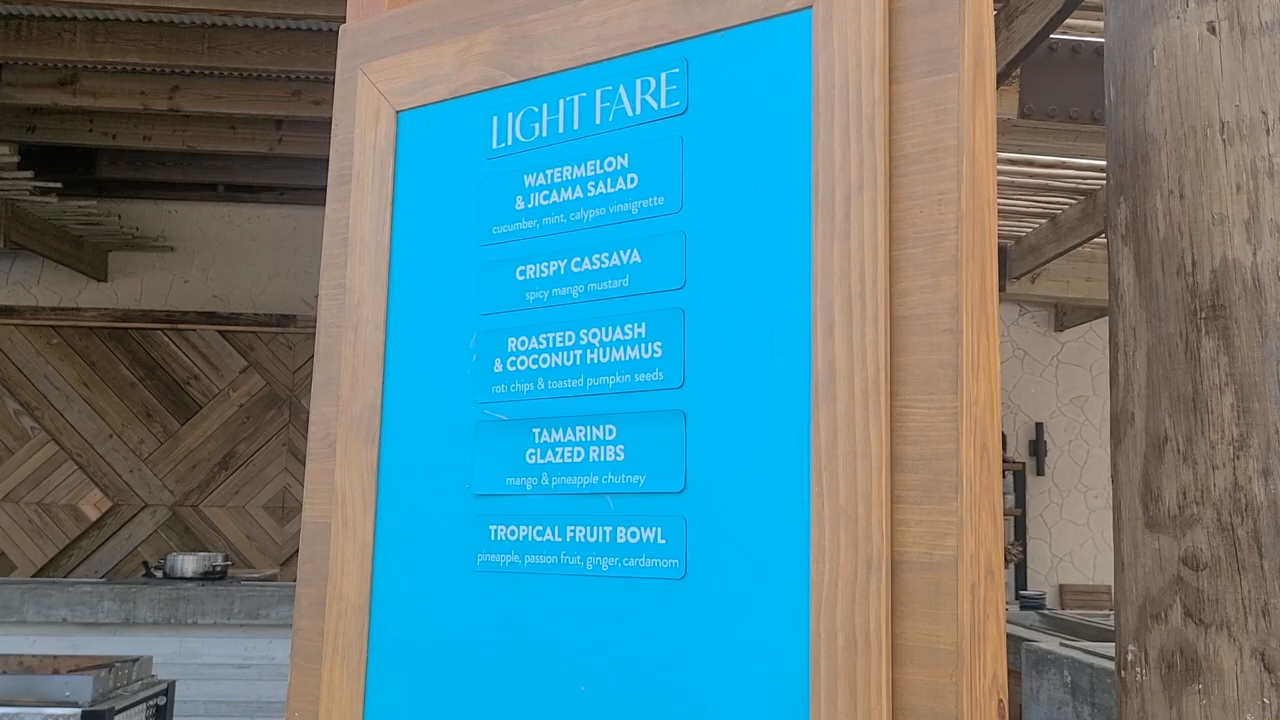 LIGHT FARE
WATERMELON
& JICAMA SALAD
cucumber, mint, calypso vinaigrette
CRISPY CASSAVA
spicy mango mustard
ROASTED SQUASH
& COCONUT HUMMUS
roti chips & toasted pumpkin seeds
TAMARIND
GLAZED RIBS
mango & pineapple chutney
TROPICAL FRUIT BOWL
pineapple, passion fruit, ginger, cardamom